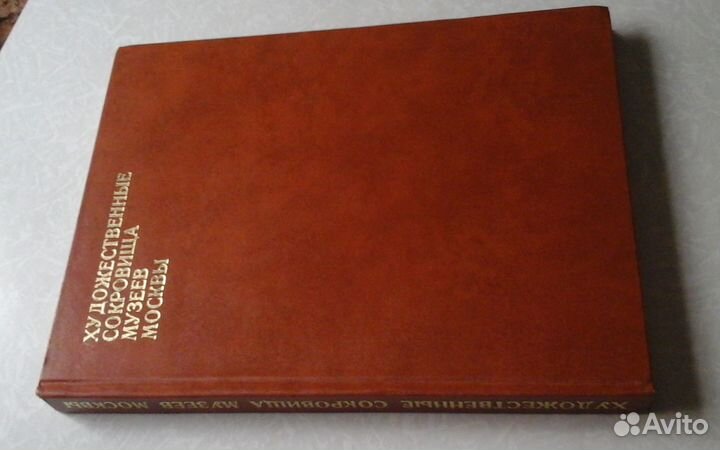 ХУДОЖЕСТВЕННЫЕ
СОКРОВИЩА
МУЗЕЕВ
МОСКВЫ
ХУДОЖЕСТВЕННЫЕ СОКРОВИЩА МУЗЕЕВ МОСКВЫ
Avito